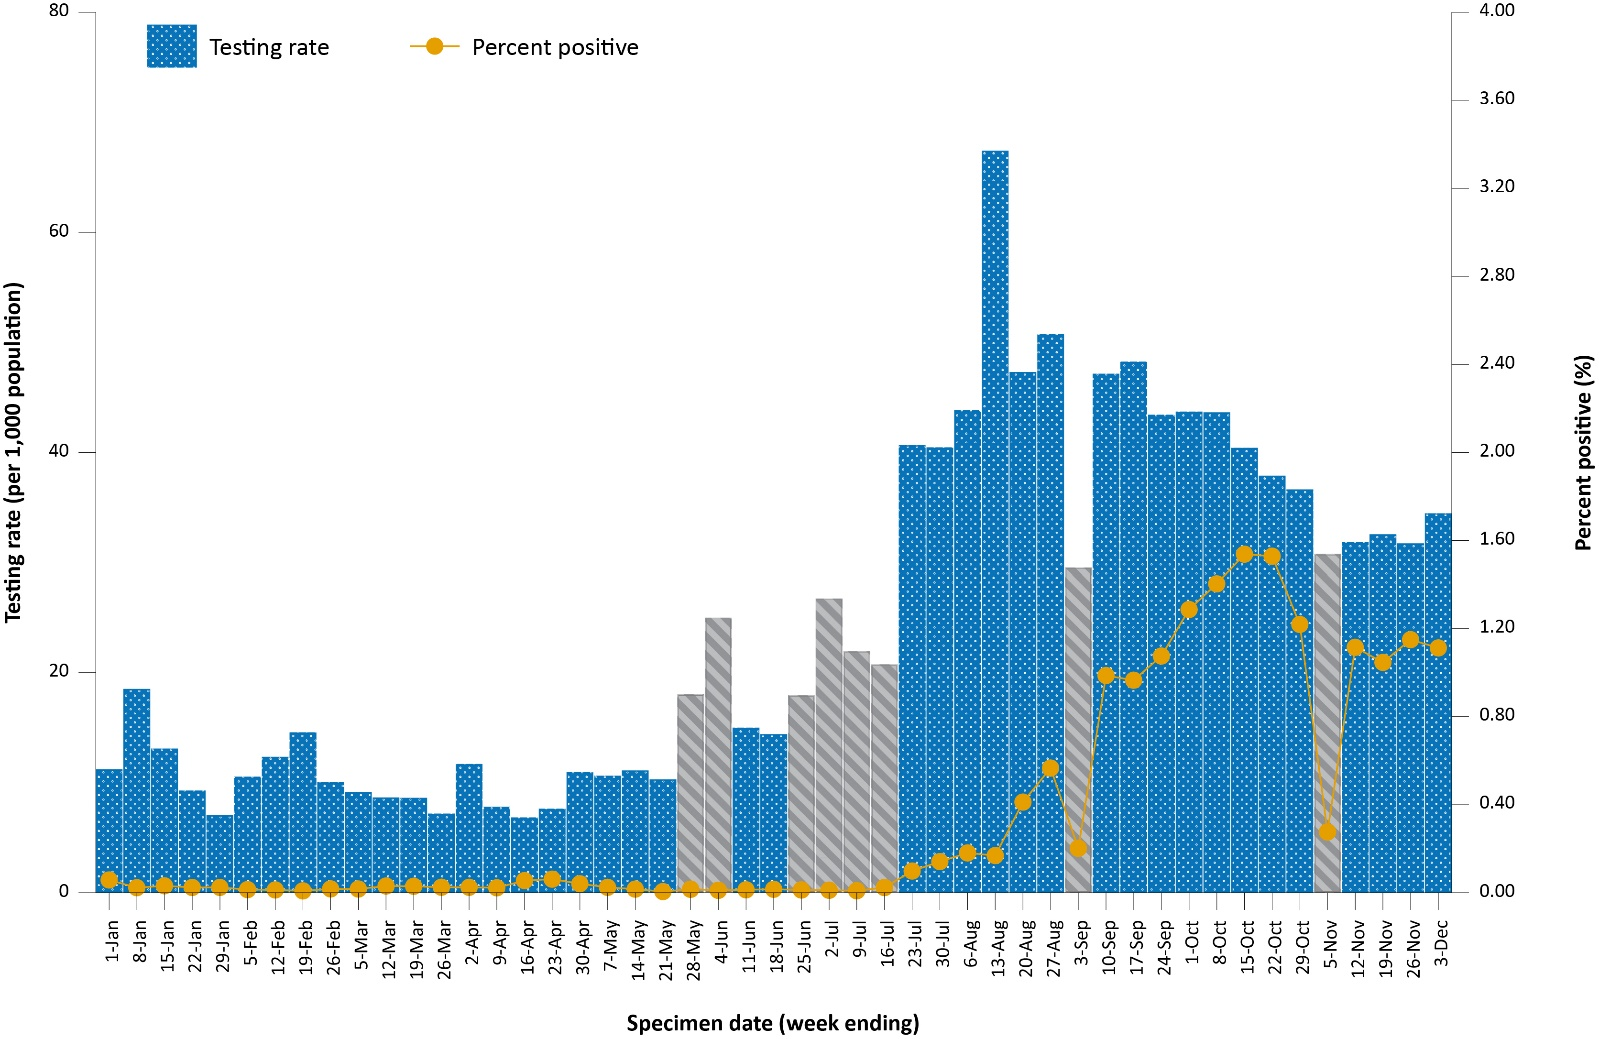 Testing rate
Percent positive
80
60
40
20
0
4.00
3.60
3.20
2.80
2.40
2.00
1.60
1.20
0.80
0.40
0.00
Testing rate (per 1,000 population)
Percent positive (%)
1-Jan
8-Jan
15-Jan
22-Jan
29-Jan
5-Feb
12-Feb
19-Feb
26-Feb
5-Mar
12-Mar
19-Mar
26-Mar
2-Apr
9-Apr
16-Apr
23-Apr
30-Apr
7-May
14-May
21-May
28-May
4-Jun
11-Jun
18-Jun
25-Jun
2-Jul
9-Jul
16-Jul
23-Jul
30-Jul
6-Aug
13-Aug
20-Aug
27-Aug
3-Sep
10-Sep
17-Sep
24-Sep
1-Oct
8-Oct
15-Oct
22-Oct
29-Oct
5-Nov
12-Nov
19-Nov
26-Nov
3-Dec
Specimen date (week ending)